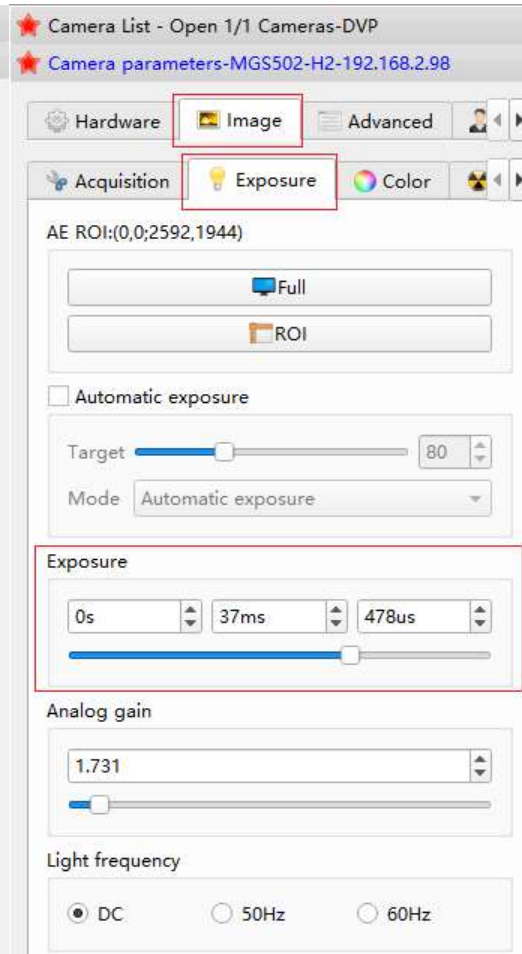 Camera List - Open 1/1 Cameras-DVP
Camera parameters-MGS502-H2-192.168.2.98
Hardware Image Advanced
Acquisition Exposure Color
AE ROI:(0,0;2592,1944)
Full
ROI
Automatic exposure
Target 80
Mode Automatic exposure
Exposure
0s 37ms 478us
Analog gain
1.731
Light frequency
DC 50Hz 60Hz